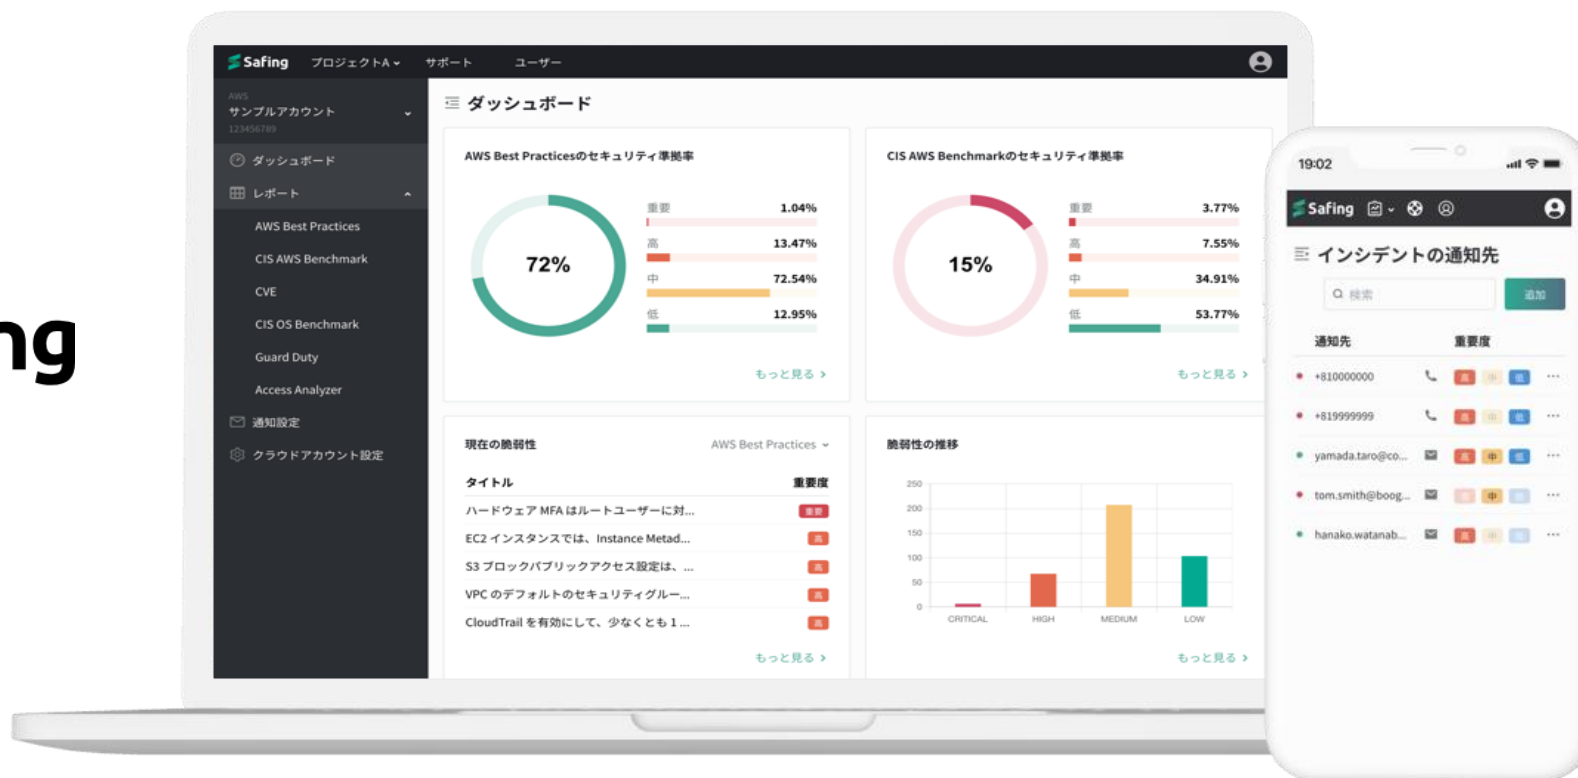 ng
Safing プロジェクトA サポート ユーザー
AWS
サンプルアカウント
123456789
ダッシュボード
レポート
AWS Best Practices
CIS AWS Benchmark
CVE
CIS OS Benchmark
Guard Duty
Access Analyzer
通知設定
クラウドアカウント設定
ダッシュボード
AWS Best Practicesのセキュリティ準拠率
72%
重要 1.04%
高 13.47%
中 72.54%
低 12.95%
もっと見る
CIS AWS Benchmarkのセキュリティ準拠率
15%
重要 3.77%
高 7.55%
中 34.91%
低 53.77%
もっと見る
現在の脆弱性 AWS Best Practices
タイトル 重要度
ハードウェア MFA はルートユーザーに対... 重要
EC2 インスタンスでは、Instance Metad... 高
S3 ブロックパブリックアクセス設定は、... 高
VPC のデフォルトのセキュリティグルー... 高
CloudTrail を有効にして、少なくとも 1 ... 高
もっと見る
脆弱性の推移
250
200
150
100
50
0
CRITICAL HIGH MEDIUM LOW
もっと見る
19:02
Safing
インシデントの通知先
検索 追加
通知先 重要度
+810000000 高 中 低
+819999999 高 中 低
yamada.taro@co... 高 中 低
tom.smith@boog... 高 中 低
hanako.watanab... 高 中 低